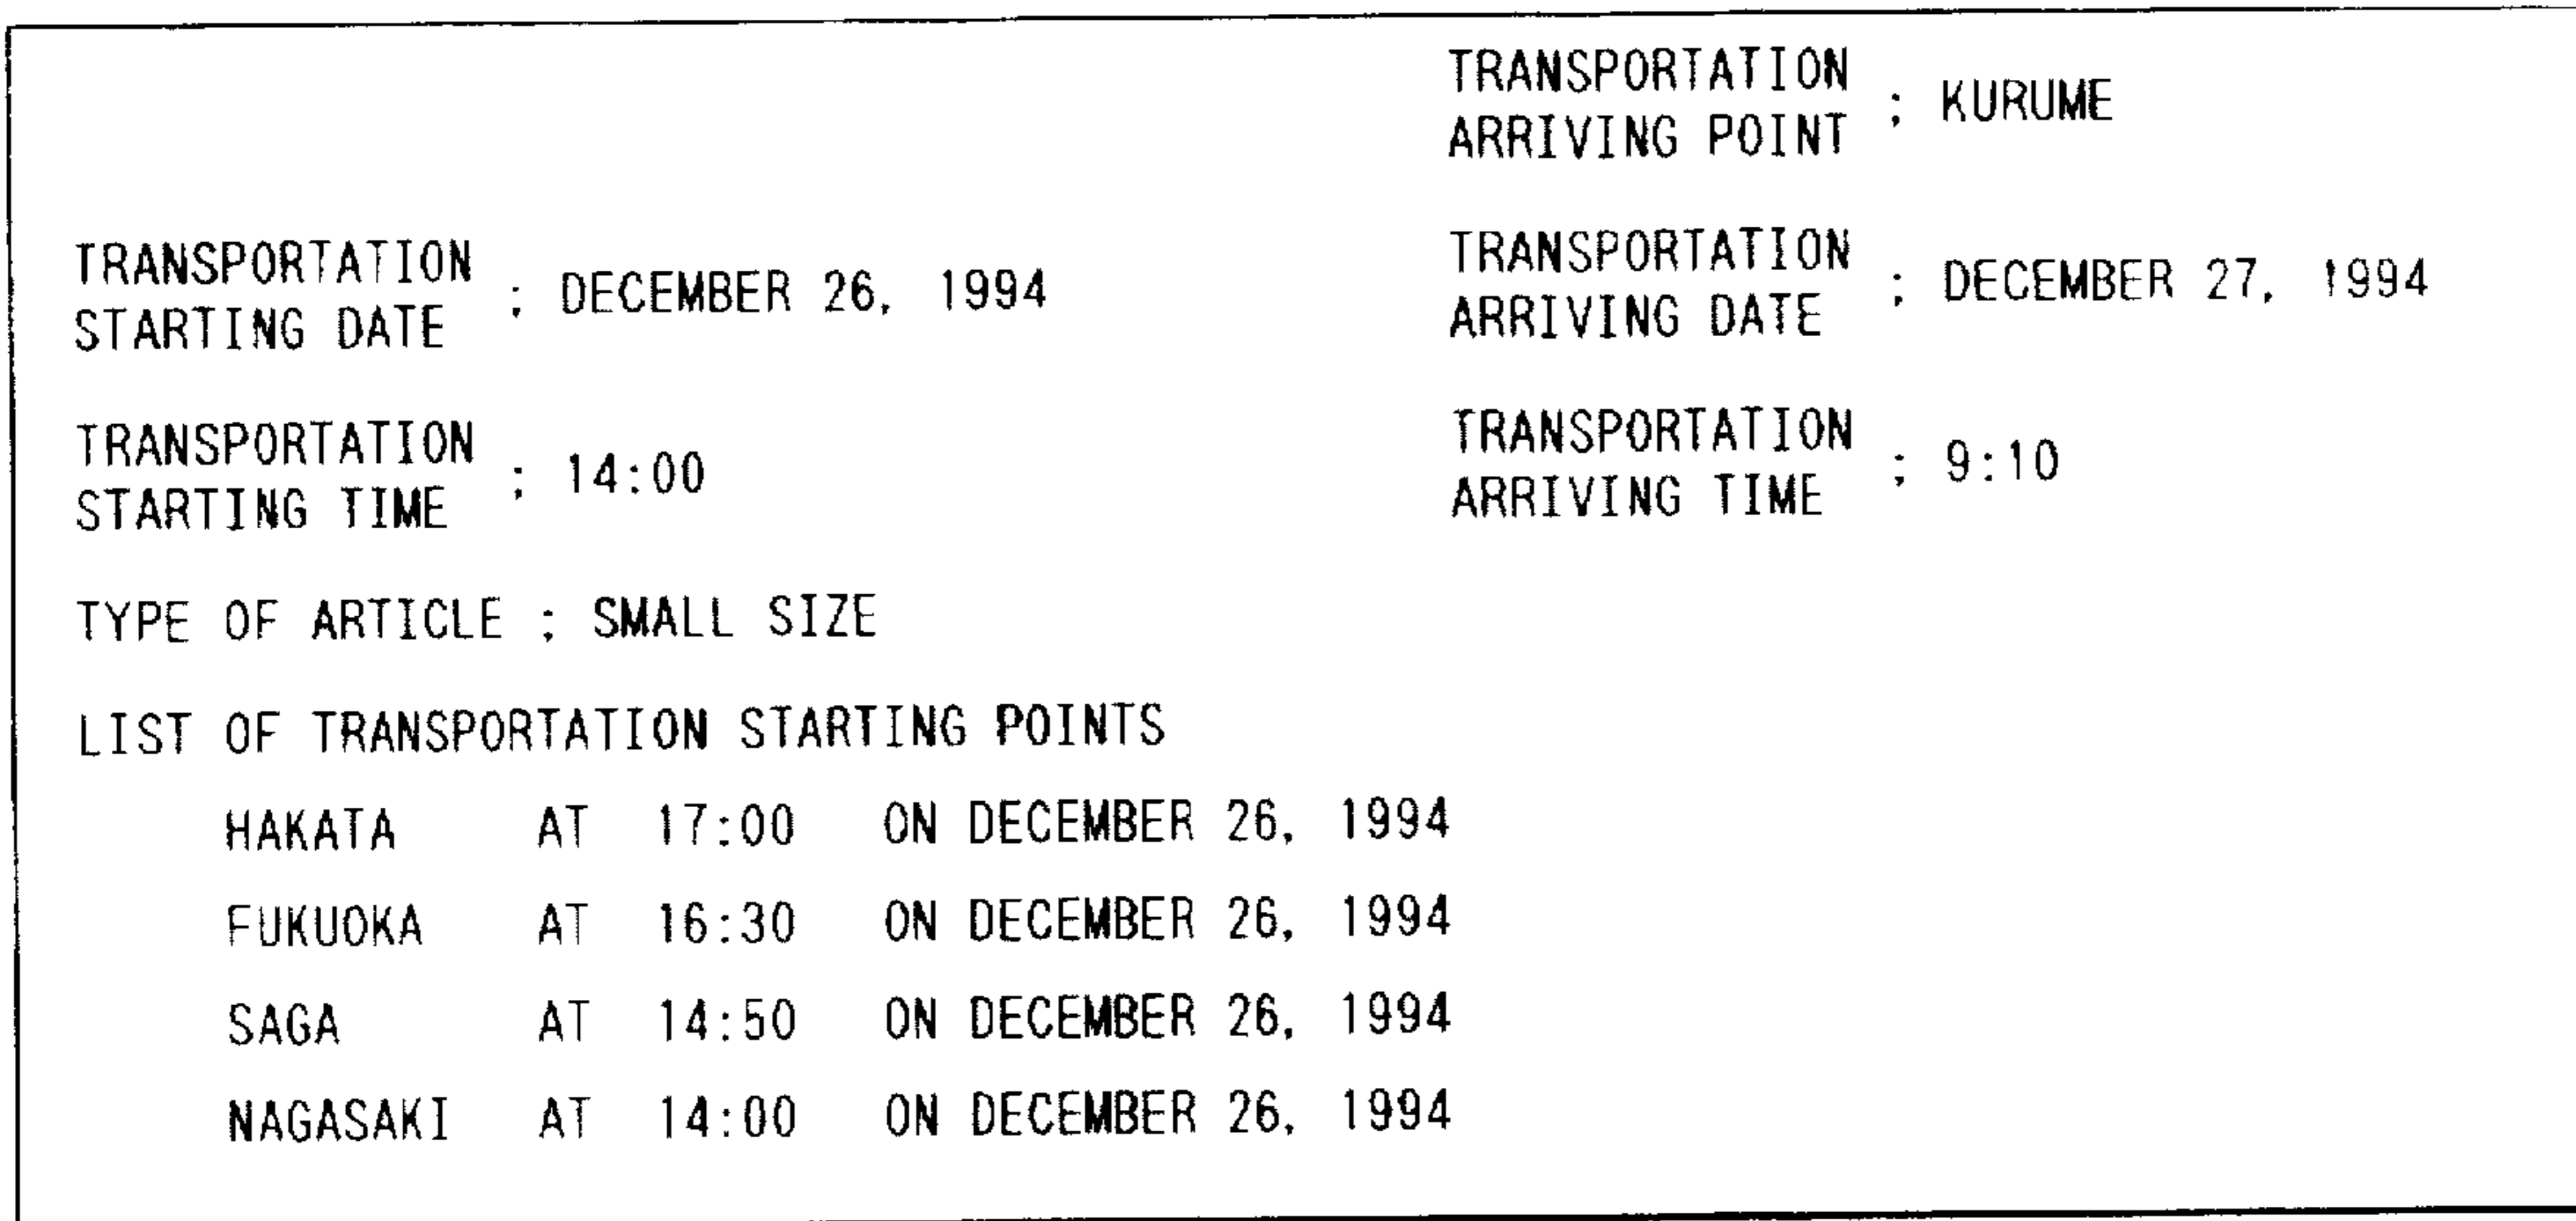 TRANSPORTATION
ARRIVING POINT ; KURUME
TRANSPORTATION
STARTING DATE ; DECEMBER 26, 1994
TRANSPORTATION
ARRIVING DATE ; DECEMBER 27, 1994
TRANSPORTATION
STARTING TIME ; 14:00
TRANSPORTATION
ARRIVING TIME ; 9:10
TYPE OF ARTICLE ; SMALL SIZE
LIST OF TRANSPORTATION STARTING POINTS
HAKATA AT 17:00 ON DECEMBER 26, 1994
FUKUOKA AT 16:30 ON DECEMBER 26, 1994
SAGA AT 14:50 ON DECEMBER 26, 1994
NAGASAKI AT 14:00 ON DECEMBER 26, 1994